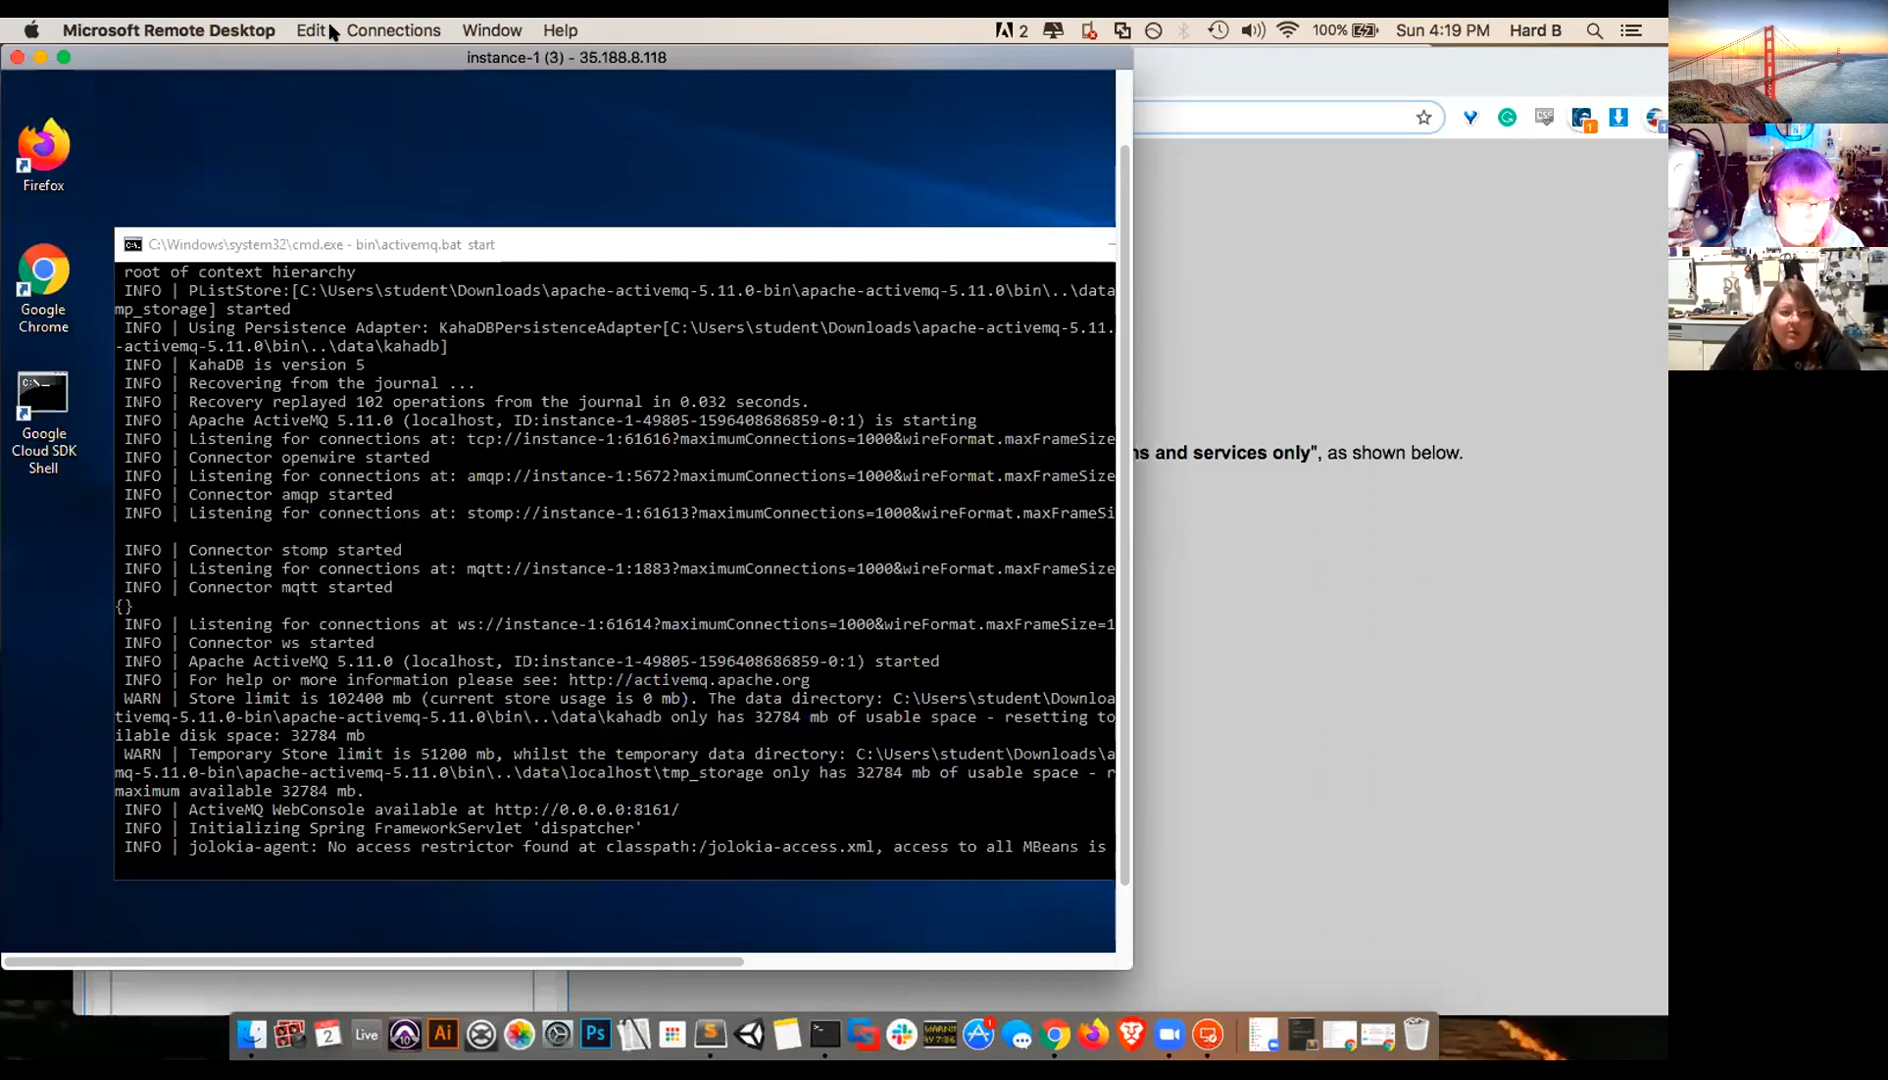 Microsoft Remote Desktop Edit Connections Window Help 2 100% Sun 4:19 PM Hard B
instance-1 (3) - 35.188.8.118
Firefox
Google
Chrome
Google
Cloud SDK
Shell
C:\Windows\system32\cmd.exe - bin\activemq.bat start
root of context hierarchy
INFO | PListStore:[C:\Users\student\Downloads\apache-activemq-5.11.0-bin\apache-activemq-5.11.0\bin\..\data
mp_storage] started
INFO | Using Persistence Adapter: KahaDBPersistenceAdapter[C:\Users\student\Downloads\apache-activemq-5.11.
-activemq-5.11.0\bin\..\data\kahadb]
INFO | KahaDB is version 5
INFO | Recovering from the journal ...
INFO | Recovery replayed 102 operations from the journal in 0.032 seconds.
INFO | Apache ActiveMQ 5.11.0 (localhost, ID:instance-1-49805-1596408686859-0:1) is starting
INFO | Listening for connections at: tcp://instance-1:61616?maximumConnections=1000&wireFormat.maxFrameSize
INFO | Connector openwire started
INFO | Listening for connections at: amqp://instance-1:5672?maximumConnections=1000&wireFormat.maxFrameSize
INFO | Connector amqp started
INFO | Listening for connections at: stomp://instance-1:61613?maximumConnections=1000&wireFormat.maxFrameSi
INFO | Connector stomp started
INFO | Listening for connections at: mqtt://instance-1:1883?maximumConnections=1000&wireFormat.maxFrameSize
INFO | Connector mqtt started
{}
INFO | Listening for connections at ws://instance-1:61614?maximumConnections=1000&wireFormat.maxFrameSize=1
INFO | Connector ws started
INFO | Apache ActiveMQ 5.11.0 (localhost, ID:instance-1-49805-1596408686859-0:1) started
INFO | For help or more information please see: http://activemq.apache.org
WARN | Store limit is 102400 mb (current store usage is 0 mb). The data directory: C:\Users\student\Downloa
tivemq-5.11.0-bin\apache-activemq-5.11.0\bin\..\data\kahadb only has 32784 mb of usable space - resetting to
ilable disk space: 32784 mb
WARN | Temporary Store limit is 51200 mb, whilst the temporary data directory: C:\Users\student\Downloads\a
mq-5.11.0-bin\apache-activemq-5.11.0\bin\..\data\localhost\tmp_storage only has 32784 mb of usable space - r
maximum available 32784 mb.
INFO | ActiveMQ WebConsole available at http://0.0.0.0:8161/
INFO | Initializing Spring FrameworkServlet 'dispatcher'
INFO | jolokia-agent: No access restrictor found at classpath:/jolokia-access.xml, access to all MBeans is
ns and services only", as shown below.
2 Live 10 Ai Ps